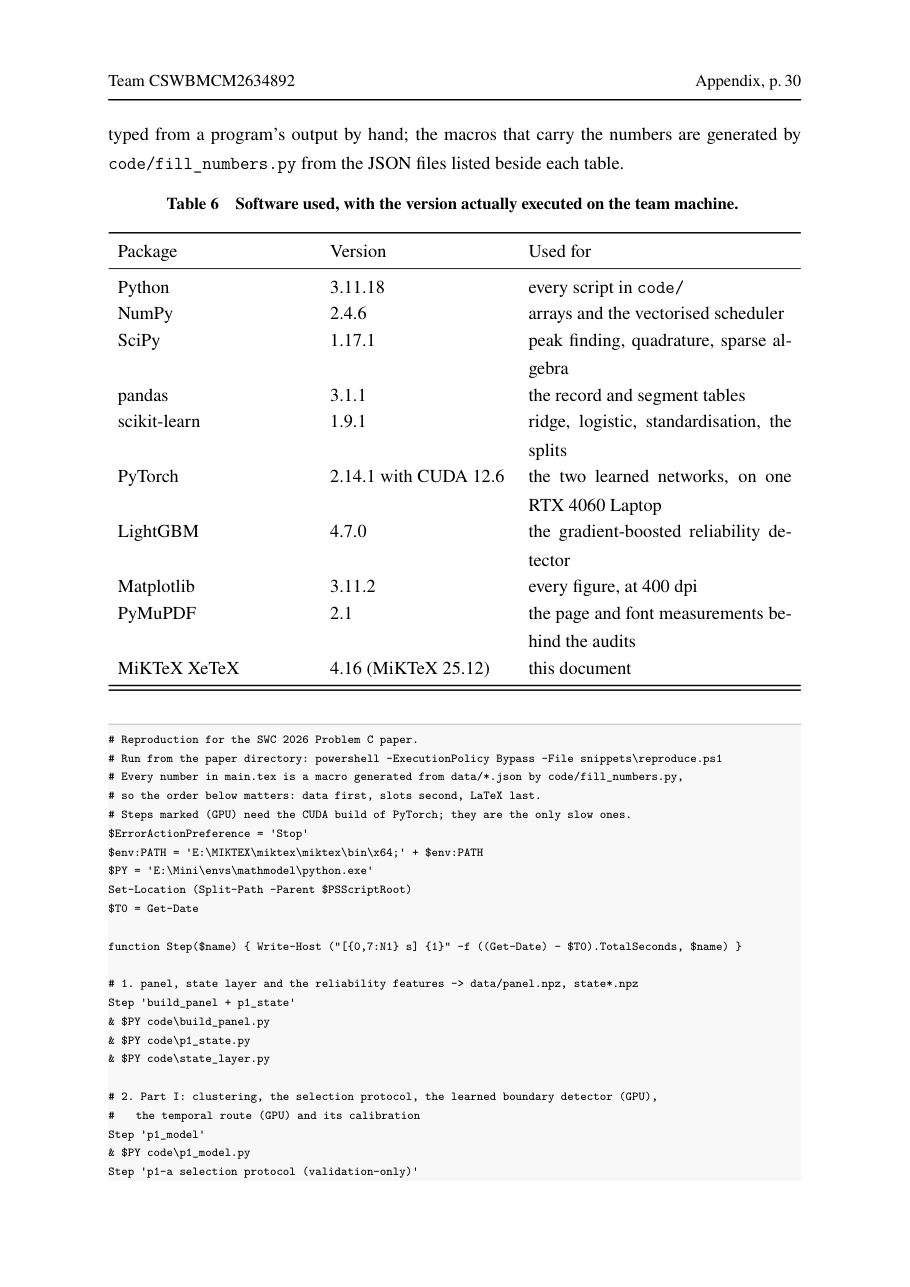 Team CSWBMCM2634892 Appendix, p. 30
typed from a program's output by hand; the macros that carry the numbers are generated by
code/fill_numbers.py from the JSON files listed beside each table.
Table 6 Software used, with the version actually executed on the team machine.
Package Version Used for
Python 3.11.18 every script in code/
NumPy 2.4.6 arrays and the vectorised scheduler
SciPy 1.17.1 peak finding, quadrature, sparse al-
gebra
pandas 3.1.1 the record and segment tables
scikit-learn 1.9.1 ridge, logistic, standardisation, the
splits
PyTorch 2.14.1 with CUDA 12.6 the two learned networks, on one
RTX 4060 Laptop
LightGBM 4.7.0 the gradient-boosted reliability de-
tector
Matplotlib 3.11.2 every figure, at 400 dpi
PyMuPDF 2.1 the page and font measurements be-
hind the audits
MiKTeX XeTeX 4.16 (MiKTeX 25.12) this document
# Reproduction for the SWC 2026 Problem C paper.
# Run from the paper directory: powershell -ExecutionPolicy Bypass -File snippets\reproduce.ps1
# Every number in main.tex is a macro generated from data/*.json by code/fill_numbers.py,
# so the order below matters: data first, slots second, LaTeX last.
# Steps marked (GPU) need the CUDA build of PyTorch; they are the only slow ones.
$ErrorActionPreference = 'Stop'
$env:PATH = 'E:\MIKTEX\miktex\miktex\bin\x64;' + $env:PATH
$PY = 'E:\Mini\envs\mathmodel\python.exe'
Set-Location (Split-Path -Parent $PSScriptRoot)
$T0 = Get-Date
function Step($name) { Write-Host ("[{0,7:N1} s] {1}" -f ((Get-Date) - $T0).TotalSeconds, $name) }
# 1. panel, state layer and the reliability features -> data/panel.npz, state*.npz
Step 'build_panel + p1_state'
& $PY code\build_panel.py
& $PY code\p1_state.py
& $PY code\state_layer.py
# 2. Part I: clustering, the selection protocol, the learned boundary detector (GPU),
# the temporal route (GPU) and its calibration
Step 'p1_model'
& $PY code\p1_model.py
Step 'p1-a selection protocol (validation-only)'